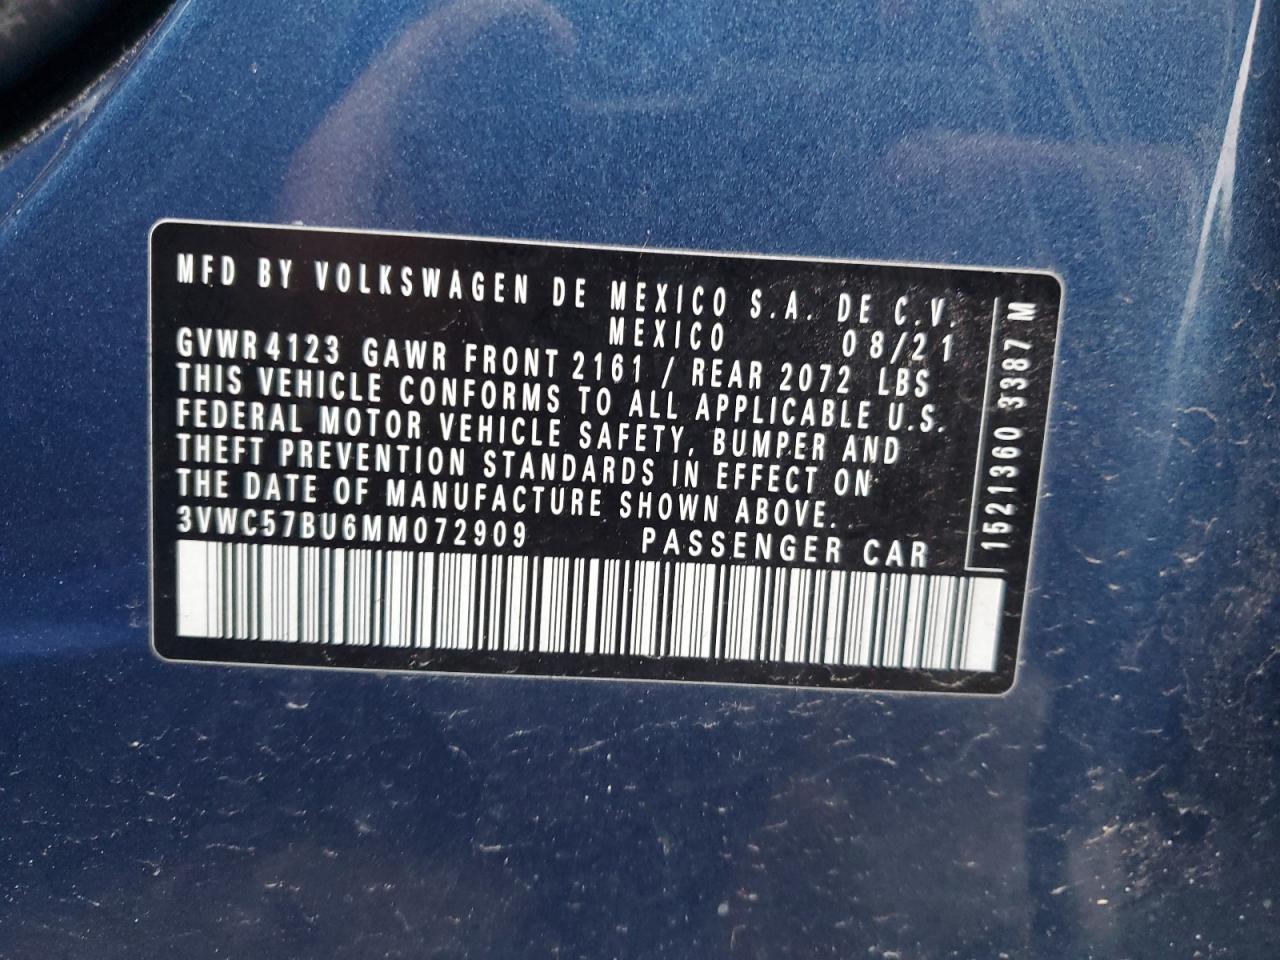 MFD BY VOLKSWAGEN DE MEXICO S.A. DE C.V.
MEXICO 08/21
GVWR 4123 GAWR FRONT 2161 / REAR 2072 LBS
THIS VEHICLE CONFORMS TO ALL APPLICABLE U.S.
FEDERAL MOTOR VEHICLE SAFETY, BUMPER AND
THEFT PREVENTION STANDARDS IN EFFECT ON
THE DATE OF MANUFACTURE SHOWN ABOVE.
3VWC57BU6MM072909 PASSENGER CAR
1521360 3387 M